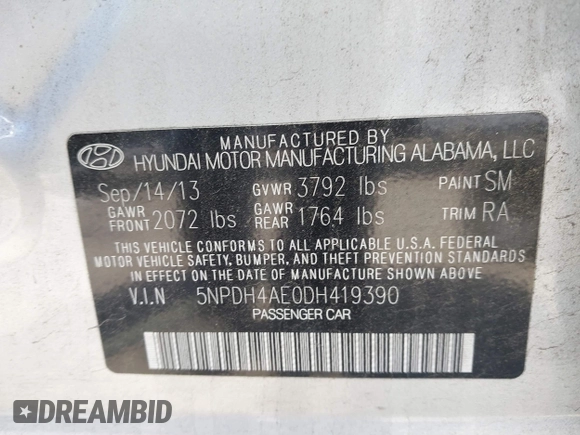 MANUFACTURED BY
HYUNDAI MOTOR MANUFACTURING ALABAMA, LLC
Sep/14/13 GVWR 3792 lbs PAINT SM
GAWR FRONT 2072 lbs GAWR REAR 1764 lbs TRIM RA
THIS VEHICLE CONFORMS TO ALL APPLICABLE U.S.A. FEDERAL
MOTOR VEHICLE SAFETY, BUMPER, AND THEFT PREVENTION STANDARDS
IN EFFECT ON THE DATE OF MANUFACTURE SHOWN ABOVE.
V.I.N 5NPDH4AE0DH419390
PASSENGER CAR
DREAMBID